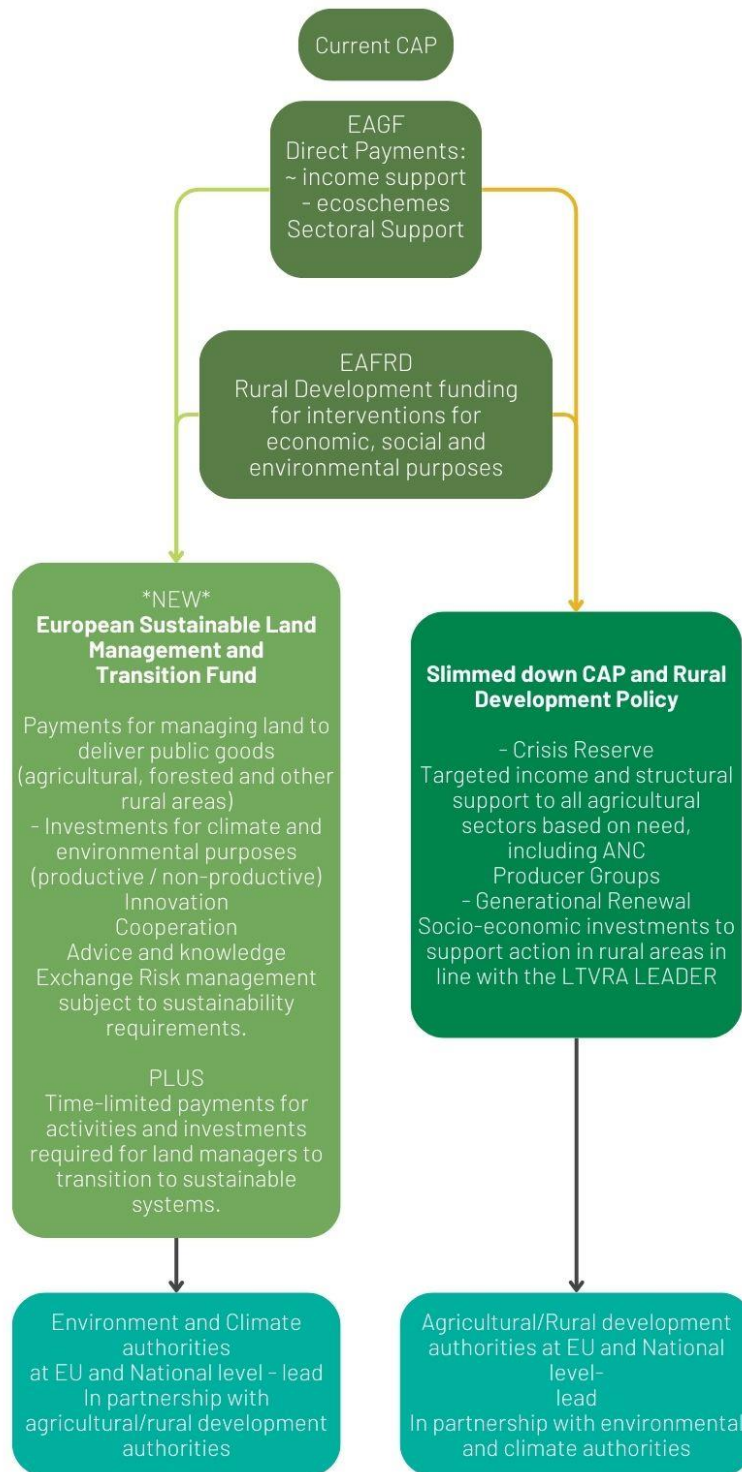 Current CAP
EAGF
Direct Payments:
~ income support
- ecoschemes
Sectoral Support
EAFRD
Rural Development funding
for interventions for
economic, social and
environmental purposes
*NEW*
European Sustainable Land
Management and
Transition Fund
Payments for managing land to
deliver public goods
(agricultural, forested and other
rural areas)
- Investments for climate and
environmental purposes
(productive / non-productive)
Innovation
Cooperation
Advice and knowledge
Exchange Risk management
subject to sustainability
requirements.
PLUS
Time-limited payments for
activities and investments
required for land managers to
transition to sustainable
systems.
Slimmed down CAP and Rural
Development Policy
- Crisis Reserve
Targeted income and structural
support to all agricultural
sectors based on need,
including ANC
Producer Groups
- Generational Renewal
Socio-economic investments to
support action in rural areas in
line with the LTVRA LEADER
Environment and Climate
authorities
at EU and National level - lead
In partnership with
agricultural/rural development
authorities
Agricultural/Rural development
authorities at EU and National
level-
lead
In partnership with environmental
and climate authorities